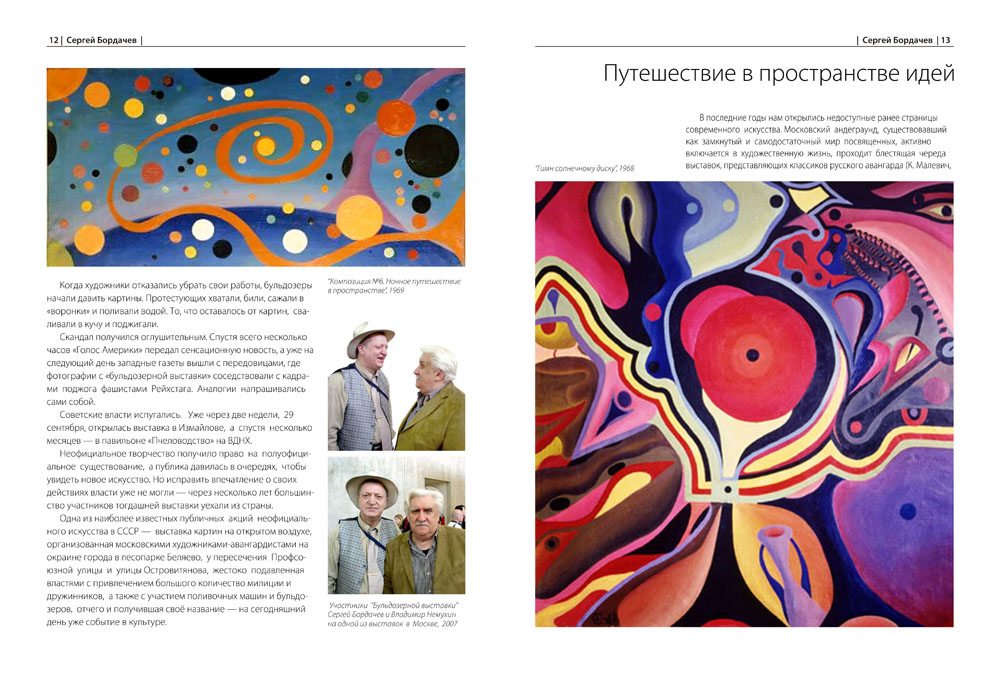 12 | Сергей Бордачев |
"Композиция №6. Ночное путешествие
в пространстве", 1969
Когда художники отказались убрать свои работы, бульдозеры
начали давить картины. Протестующих хватали, били, сажали в
«воронки» и поливали водой. То, что оставалось от картин, сва-
ливали в кучу и поджигали.
Скандал получился оглушительным. Спустя всего несколько
часов «Голос Америки» передал сенсационную новость, а уже на
следующий день западные газеты вышли с передовицами, где
фотографии с «бульдозерной выставки» соседствовали с кадра-
ми поджога фашистами Рейхстага. Аналогии напрашивались
сами собой.
Советские власти испугались. Уже через две недели, 29
сентября, открылась выставка в Измайлове, а спустя несколько
месяцев — в павильоне «Пчеловодство» на ВДНХ.
Неофициальное творчество получило право на полуофици-
альное существование, а публика давилась в очередях, чтобы
увидеть новое искусство. Но исправить впечатление о своих
действиях власти уже не могли — через несколько лет большин-
ство участников тогдашней выставки уехали из страны.
Одна из наиболее известных публичных акций неофициаль-
ного искусства в СССР — выставка картин на открытом воздухе,
организованная московскими художниками-авангардистами на
окраине города в лесопарке Беляево, у пересечения Профсо-
юзной улицы и улицы Островитянова, жестоко подавленная
властями с привлечением большого количество милиции и
дружинников, а также с участием поливочных машин и бульдо-
зеров, отчего и получившая своё название — на сегодняшний
день уже событие в культуре.
Участники "Бульдозерной выставки"
Сергей Бордачев и Владимир Немухин
на одной из выставок в Москве, 2007
| Сергей Бордачев | 13
Путешествие в пространстве идей
В последние годы нам открылись недоступные ранее страницы
современного искусства. Московский андеграунд, существовавший
как замкнутый и самодостаточный мир посвященных, активно
включается в художественную жизнь, проходит блестящая череда
выставок, представляющих классиков русского авангарда (К. Малевич,
"Гимн солнечному диску", 1968